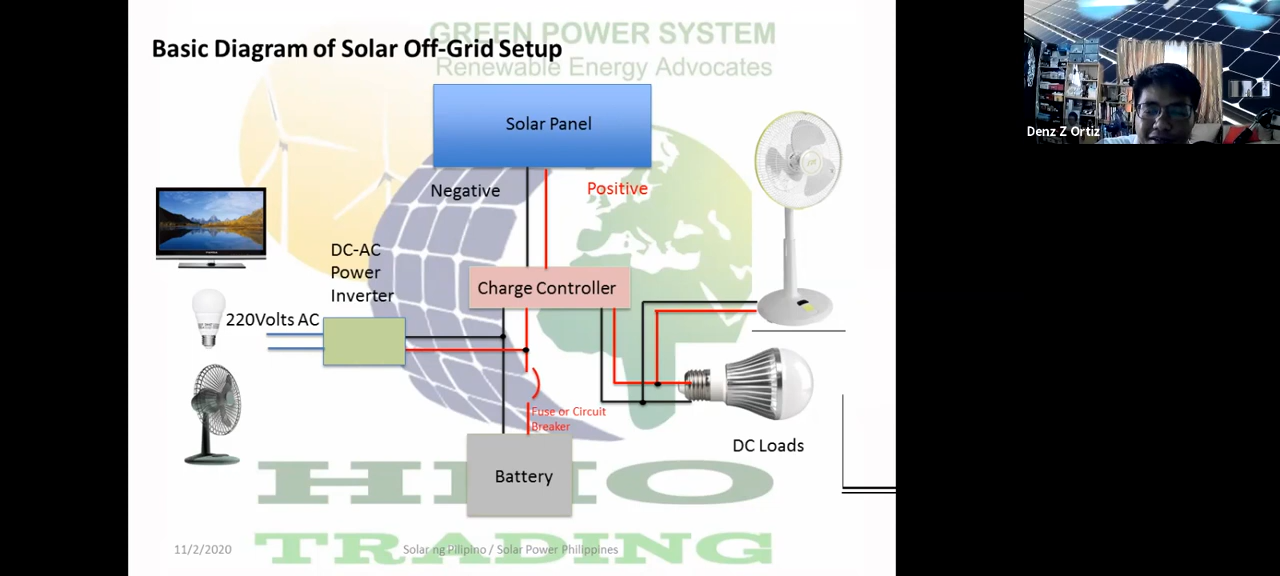 GREEN POWER SYSTEM
Basic Diagram of Solar Off-Grid Setup
Renewable Energy Advocates
Solar Panel
Denz Z Ortiz
Negative
Positive
DC-AC
Power
Inverter
Charge Controller
220Volts AC
Fuse or Circuit
Breaker
DC Loads
Battery
TRADING
11/2/2020
Solar ng Pilipino / Solar Power Philippines